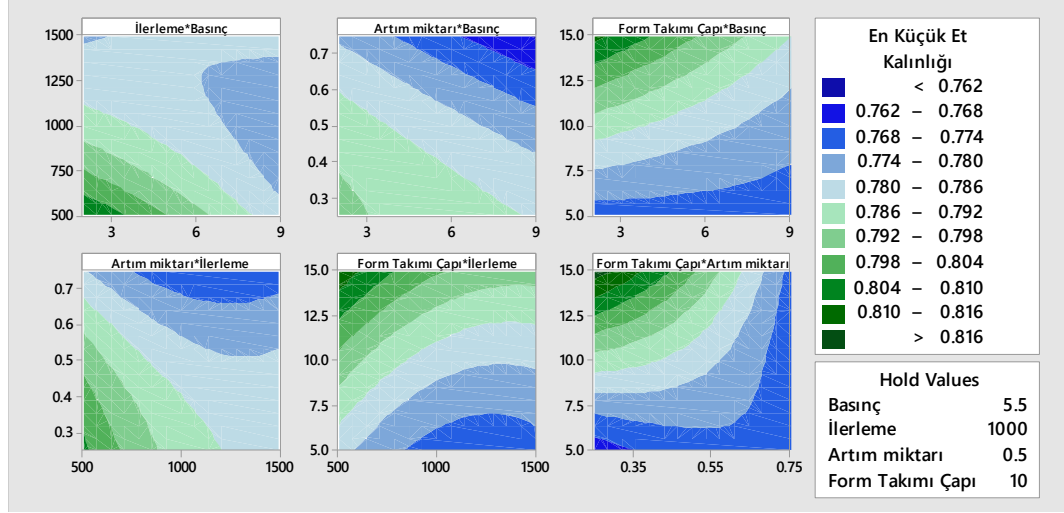 İlerleme*Basınç
1500
1250
1000
750
500
3 6 9
Artım miktarı*Basınç
0.7
0.6
0.5
0.4
0.3
3 6 9
Form Takımı Çapı*Basınç
15.0
12.5
10.0
7.5
5.0
3 6 9
Artım miktarı*İlerleme
0.7
0.6
0.5
0.4
0.3
500 1000 1500
Form Takımı Çapı*İlerleme
15.0
12.5
10.0
7.5
5.0
500 1000 1500
Form Takımı Çapı*Artım miktarı
15.0
12.5
10.0
7.5
5.0
0.35 0.55 0.75
En Küçük Et
Kalınlığı
< 0.762
0.762 – 0.768
0.768 – 0.774
0.774 – 0.780
0.780 – 0.786
0.786 – 0.792
0.792 – 0.798
0.798 – 0.804
0.804 – 0.810
0.810 – 0.816
> 0.816
Hold Values
Basınç 5.5
İlerleme 1000
Artım miktarı 0.5
Form Takımı Çapı 10